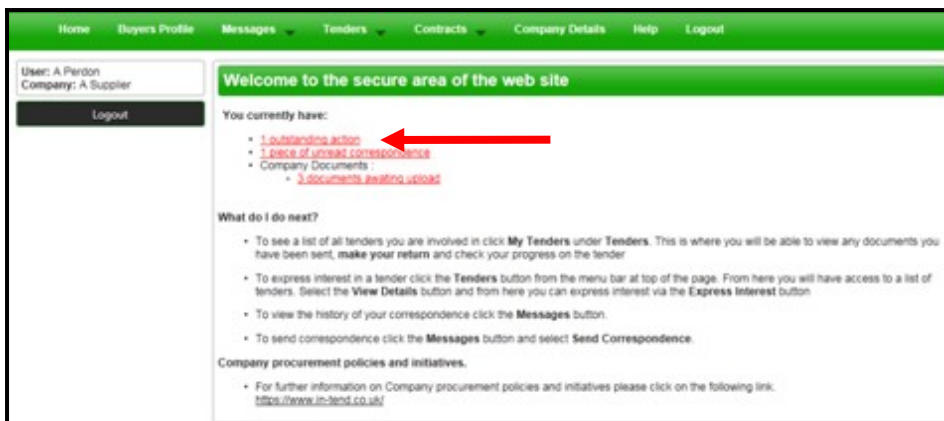 Home Buyers Profile Messages Tenders Contracts Company Details Help Logout
User: A Perdon
Company: A Supplier
Logout
Welcome to the secure area of the web site
You currently have:
• 1 outstanding action
• 1 piece of unread correspondence
• Company Documents :
• 3 documents awaiting upload
What do I do next?
• To see a list of all tenders you are involved in click My Tenders under Tenders. This is where you will be able to view any documents you
have been sent, make your return and check your progress on the tender
• To express interest in a tender click the Tenders button from the menu bar at top of the page. From here you will have access to a list of
tenders. Select the View Details button and from here you can express interest via the Express Interest button
• To view the history of your correspondence click the Messages button.
• To send correspondence click the Messages button and select Send Correspondence.
Company procurement policies and initiatives.
• For further information on Company procurement policies and initiatives please click on the following link.
https://www.in-tend.co.uk/